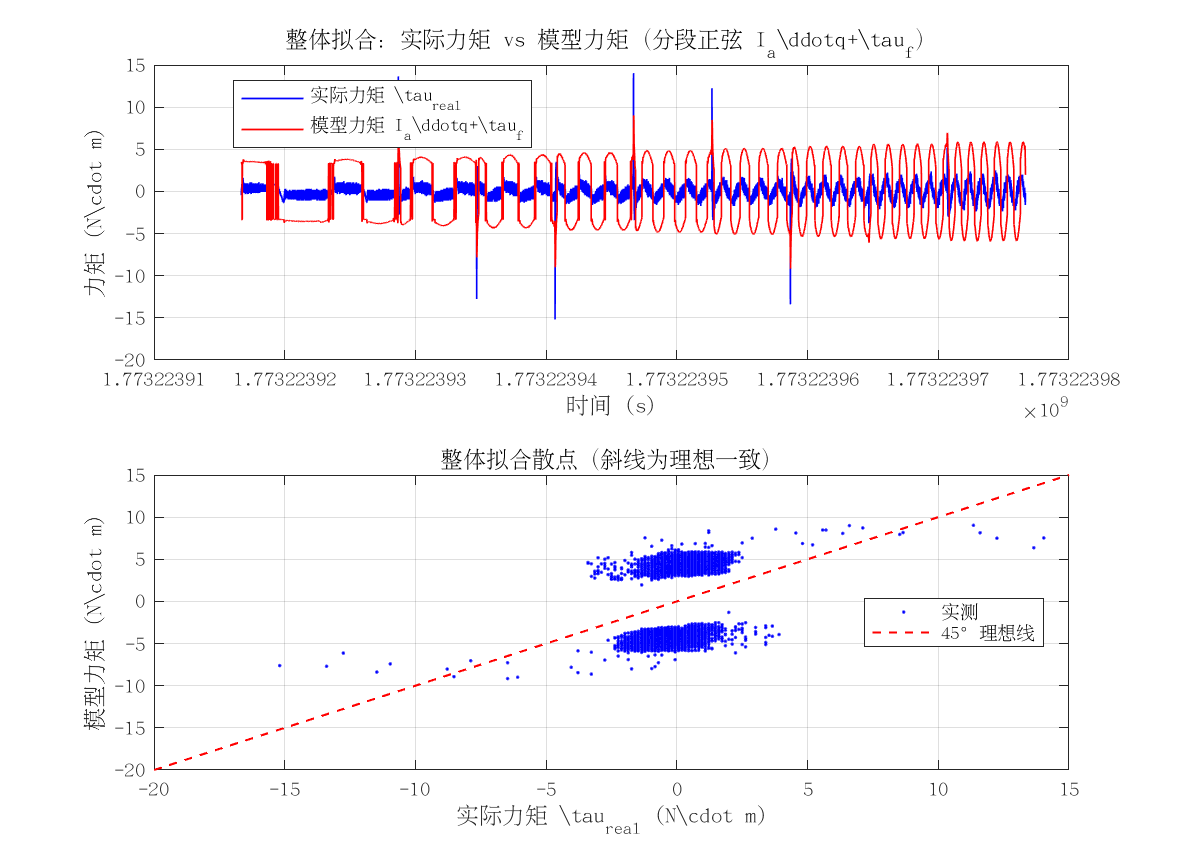 整体拟合: 实际力矩 vs 模型力矩 (分段正弦 I_a\ddotq+\tau_f)
力矩 (N\cdot m)
15
10
5
0
-5
-10
-15
-20
实际力矩 \tau_real
模型力矩 I_a\ddotq+\tau_f
1.77322391 1.77322392 1.77322393 1.77322394 1.77322395 1.77322396 1.77322397 1.77322398
时间 (s)
×10^9
整体拟合散点 (斜线为理想一致)
模型力矩 (N\cdot m)
15
10
5
0
-5
-10
-15
-20
实测
45° 理想线
-20 -15 -10 -5 0 5 10 15
实际力矩 \tau_real (N\cdot m)